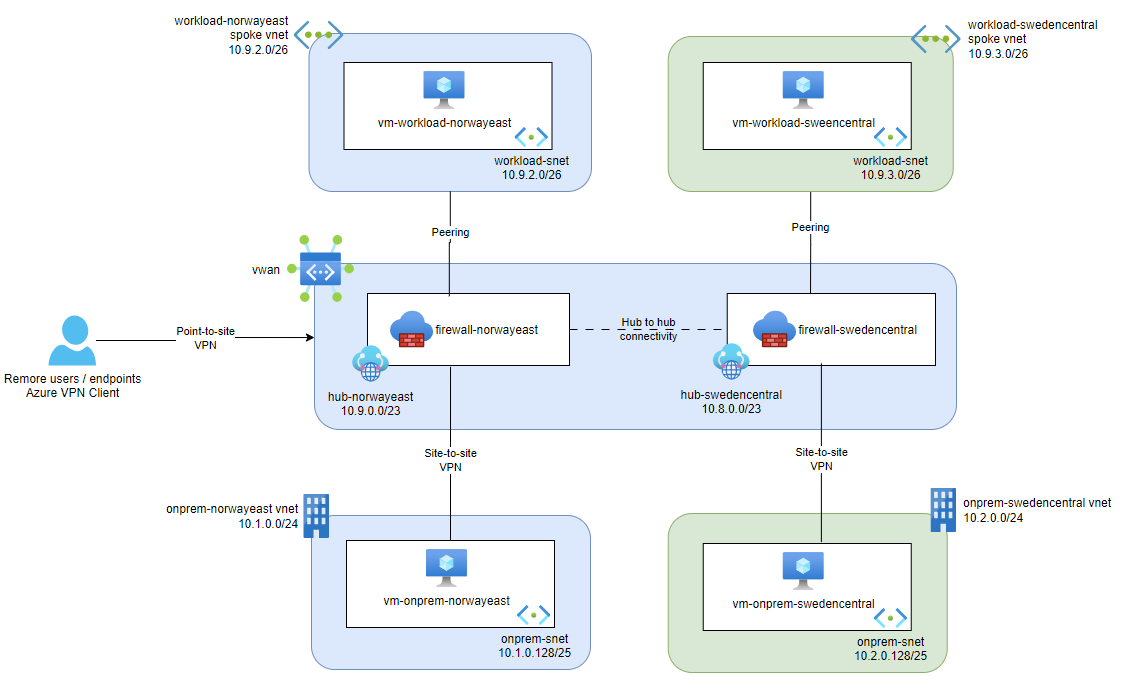 workload-norwayeast
spoke vnet
10.9.2.0/26
workload-swedencentral
spoke vnet
10.9.3.0/26
vm-workload-norwayeast
workload-snet
10.9.2.0/26
vm-workload-sweencentral
workload-snet
10.9.3.0/26
Peering
Peering
vwan
firewall-norwayeast
Hub to hub
connectivity
firewall-swedencentral
Point-to-site
VPN
Remore users / endpoints
Azure VPN Client
hub-norwayeast
10.9.0.0/23
hub-swedencentral
10.8.0.0/23
Site-to-site
VPN
Site-to-site
VPN
onprem-norwayeast vnet
10.1.0.0/24
onprem-swedencentral vnet
10.2.0.0/24
vm-onprem-norwayeast
onprem-snet
10.1.0.128/25
vm-onprem-swedencentral
onprem-snet
10.2.0.128/25